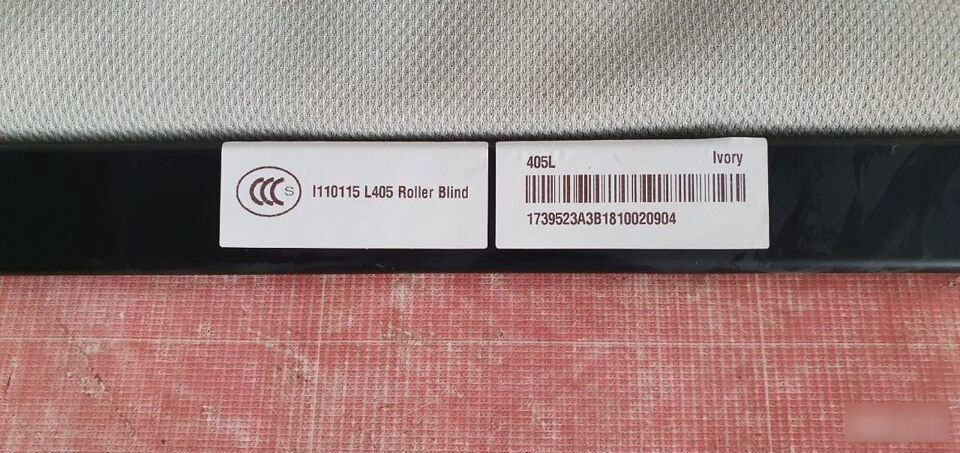 CCC S
I110115 L405 Roller Blind
405L Ivory
1739523A3B1810020904